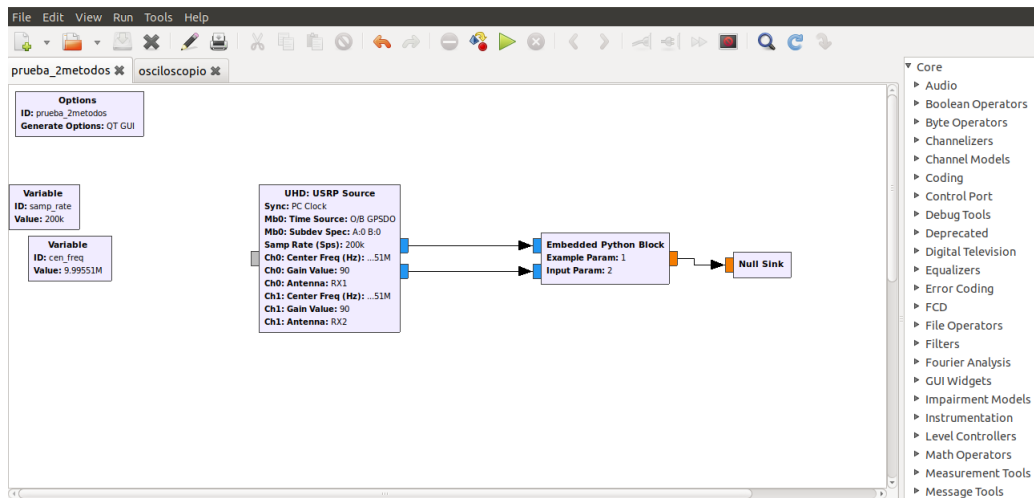 File Edit View Run Tools Help
prueba_2metodos osciloscopio
Options
ID: prueba_2metodos
Generate Options: QT GUI
Variable
ID: samp_rate
Value: 200k
Variable
ID: cen_freq
Value: 9.99551M
UHD: USRP Source
Sync: PC Clock
Mb0: Time Source: O/B GPSDO
Mb0: Subdev Spec: A:0 B:0
Samp Rate (Sps): 200k
Ch0: Center Freq (Hz): ...51M
Ch0: Gain Value: 90
Ch0: Antenna: RX1
Ch1: Center Freq (Hz): ...51M
Ch1: Gain Value: 90
Ch1: Antenna: RX2
Embedded Python Block
Example Param: 1
Input Param: 2
Null Sink
Core
Audio
Boolean Operators
Byte Operators
Channelizers
Channel Models
Coding
Control Port
Debug Tools
Deprecated
Digital Television
Equalizers
Error Coding
FCD
File Operators
Filters
Fourier Analysis
GUI Widgets
Impairment Models
Instrumentation
Level Controllers
Math Operators
Measurement Tools
Message Tools